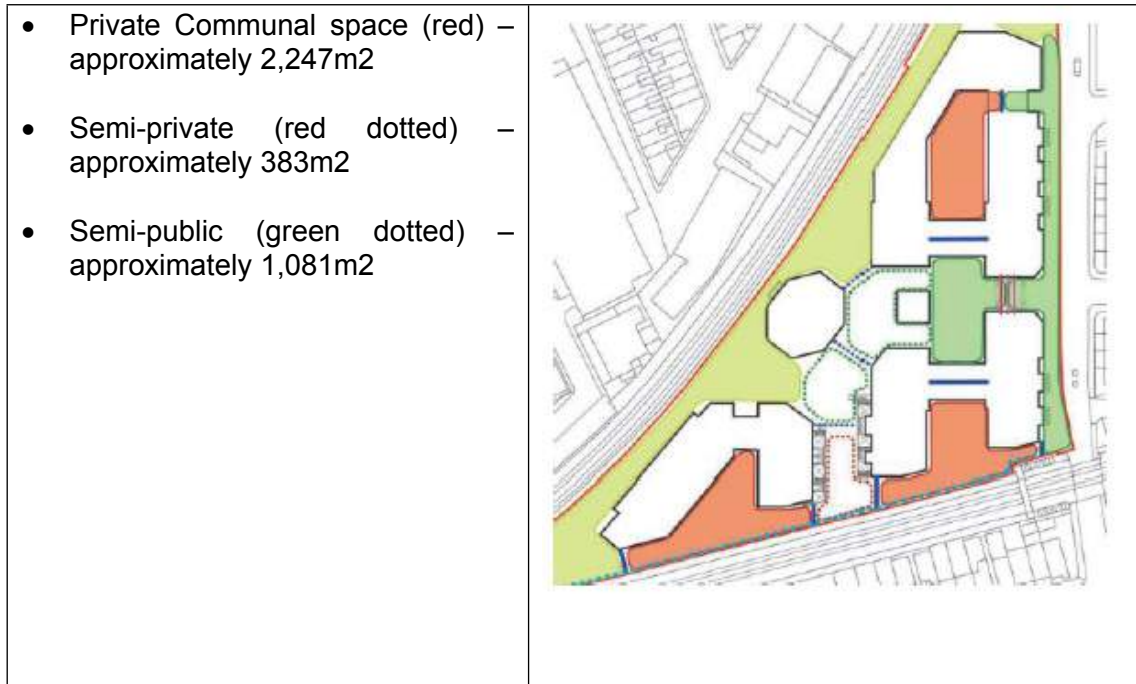 • Private Communal space (red) –
approximately 2,247m2
• Semi-private (red dotted) –
approximately 383m2
• Semi-public (green dotted) –
approximately 1,081m2